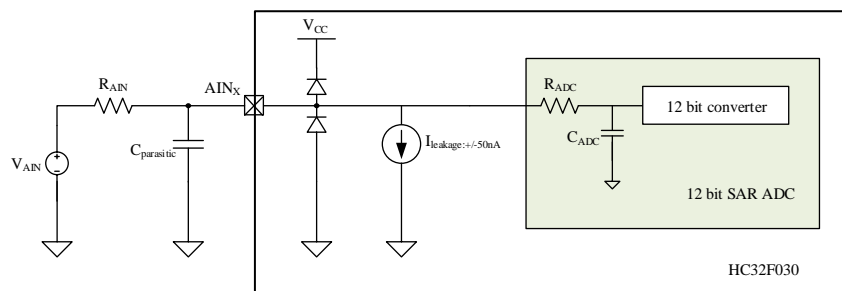 V_CC
R_AIN
AIN_X
R_ADC
12 bit converter
C_parasitic
I_leakage:+/-50nA
C_ADC
V_AIN
12 bit SAR ADC
HC32F030